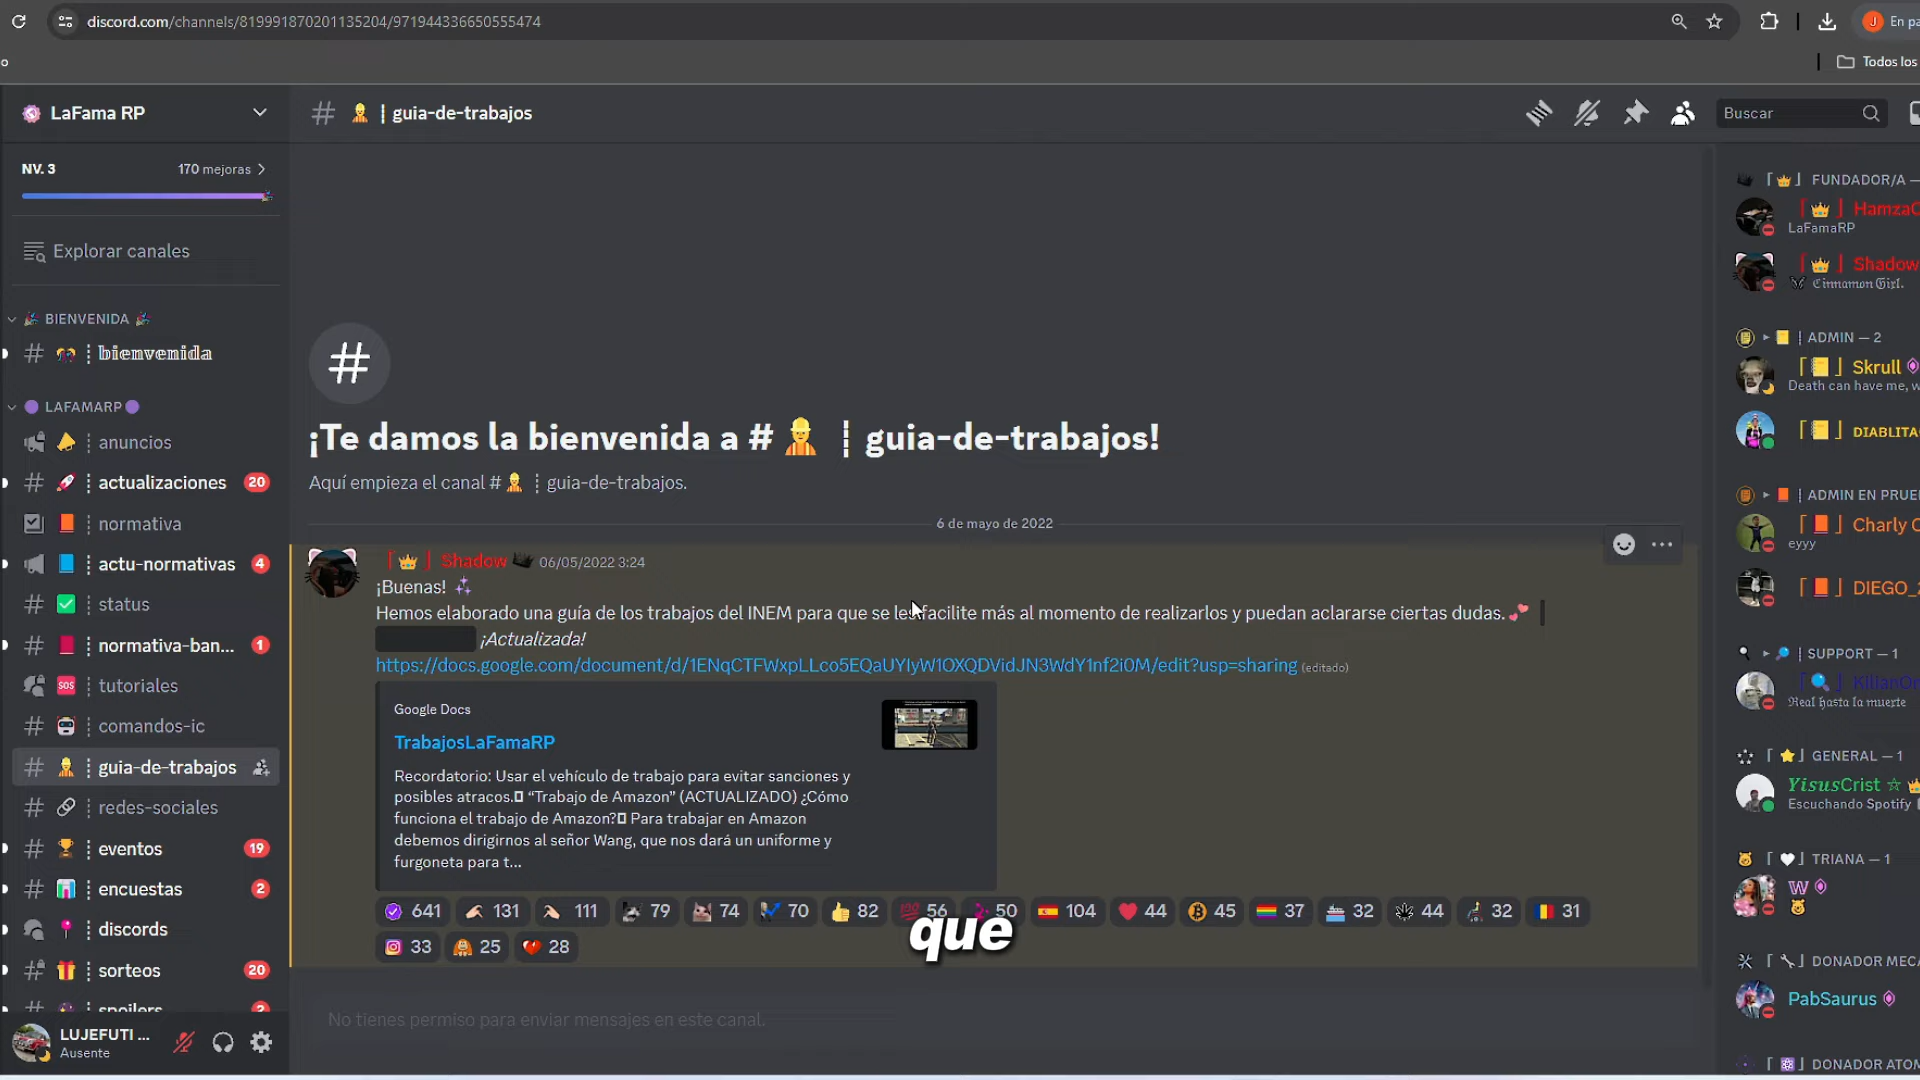 discord.com/channels/819991870201135204/971944336650555474
En pa
Todos los
LaFama RP
guia-de-trabajos
Buscar
NV. 3
170 mejoras
Explorar canales
BIENVENIDA
bienvenida
LAFAMARP
anuncios
actualizaciones 20
normativa
actu-normativas 4
status
normativa-ban... 1
tutoriales
comandos-ic
guia-de-trabajos
redes-sociales
eventos 19
encuestas 2
discords
sorteos 20
spoilers 2
LUJEFUTI ...
Ausente
¡Te damos la bienvenida a # guia-de-trabajos!
Aquí empieza el canal # guia-de-trabajos.
6 de mayo de 2022
Shadow 06/05/2022 3:24
¡Buenas!
Hemos elaborado una guía de los trabajos del INEM para que se les facilite más al momento de realizarlos y puedan aclararse ciertas dudas.
¡Actualizada!
https://docs.google.com/document/d/1ENqCTFWxpLLco5EQaUYIyW1OXQDVidJN3WdY1nf2i0M/edit?usp=sharing (editado)
Google Docs
TrabajosLaFamaRP
Recordatorio: Usar el vehículo de trabajo para evitar sanciones y
posibles atracos. “Trabajo de Amazon” (ACTUALIZADO) ¿Cómo
funciona el trabajo de Amazon? Para trabajar en Amazon
debemos dirigirnos al señor Wang, que nos dará un uniforme y
furgoneta para t...
641 131 111 79 74 70 82 56 50 104 44 45 37 32 44 32 31
33 25 28
que
No tienes permiso para enviar mensajes en este canal.
FUNDADOR/A —
HamzaC
LaFamaRP
Shadow
Cinnamon Girl.
ADMIN — 2
Skrull
Death can have me, w
DIABLITA
ADMIN EN PRUE
Charly C
eyyy
DIEGO_
SUPPORT — 1
KilianOr
Real hasta la muerte
GENERAL — 1
YisusCrist
Escuchando Spotify
TRIANA — 1
W
DONADOR MECA
PabSaurus
DONADOR ATOM